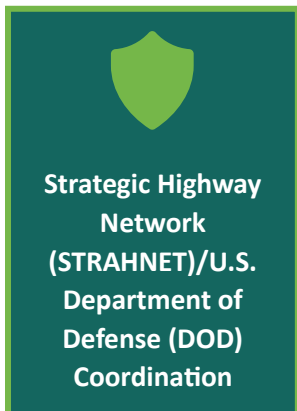 Strategic Highway
Network
(STRAHNET)/U.S.
Department of
Defense (DOD)
Coordination